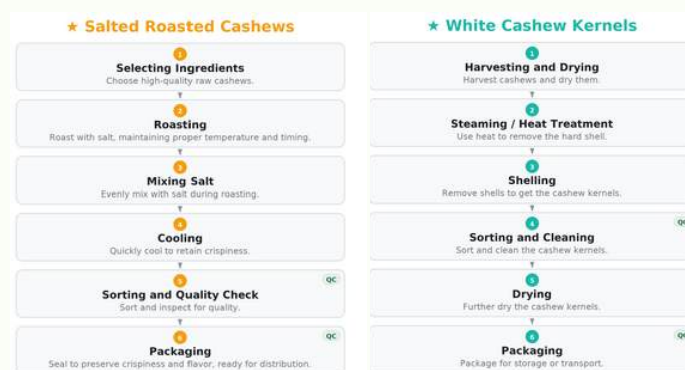 ★ Salted Roasted Cashews
1
Selecting Ingredients
Choose high-quality raw cashews.
2
Roasting
Roast with salt, maintaining proper temperature and timing.
3
Mixing Salt
Evenly mix with salt during roasting.
4
Cooling
Quickly cool to retain crispiness.
5
QC
Sorting and Quality Check
Sort and inspect for quality.
6
QC
Packaging
Seal to preserve crispiness and flavor, ready for distribution.
★ White Cashew Kernels
1
Harvesting and Drying
Harvest cashews and dry them.
2
Steaming / Heat Treatment
Use heat to remove the hard shell.
3
Shelling
Remove shells to get the cashew kernels.
4
Sorting and Cleaning
Sort and clean the cashew kernels.
5
Drying
Further dry the cashew kernels.
6
Packaging
Package for storage or transport.